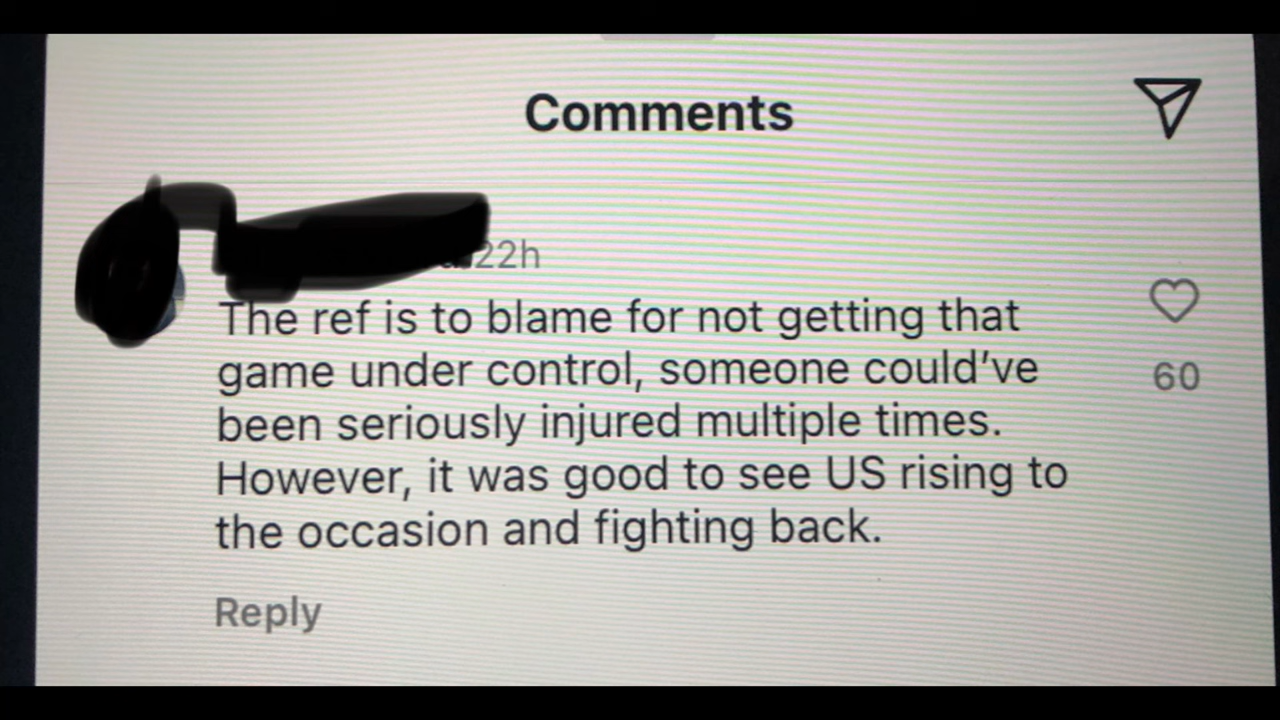 Comments
22h
The ref is to blame for not getting that
game under control, someone could've
been seriously injured multiple times.
However, it was good to see US rising to
the occasion and fighting back.
60
Reply